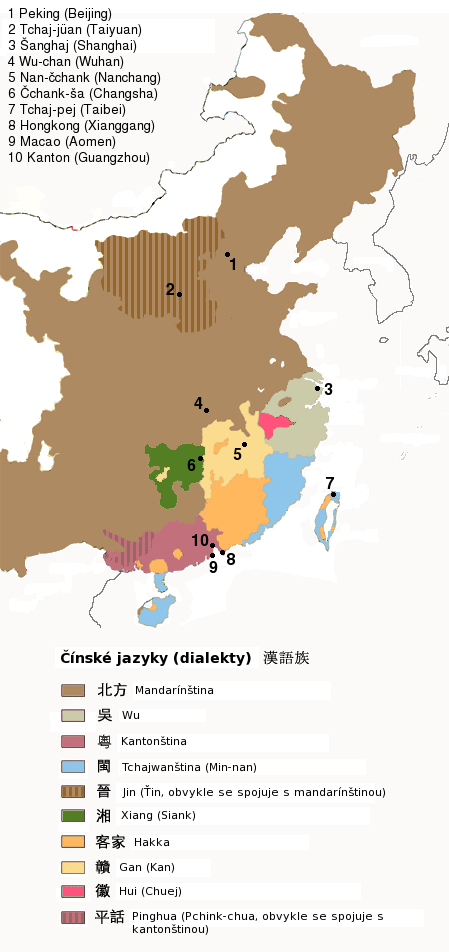 1 Peking (Beijing)
2 Tchaj-jüan (Taiyuan)
3 Šanghaj (Shanghai)
4 Wu-chan (Wuhan)
5 Nan-čchank (Nanchang)
6 Čchank-ša (Changsha)
7 Tchaj-pej (Taibei)
8 Hongkong (Xianggang)
9 Macao (Aomen)
10 Kanton (Guangzhou)
1
2
3
4
5
6
7
10
8
9
Čínské jazyky (dialekty) 漢語族
北方 Mandarínština
吳 Wu
粵 Kantonština
閩 Tchajwanština (Min-nan)
晉 Jin (Ťin, obvykle se spojuje s mandarínštinou)
湘 Xiang (Siank)
客家 Hakka
贛 Gan (Kan)
徽 Hui (Chuej)
平話 Pinghua (Pchink-chua, obvykle se spojuje s
kantonštinou)